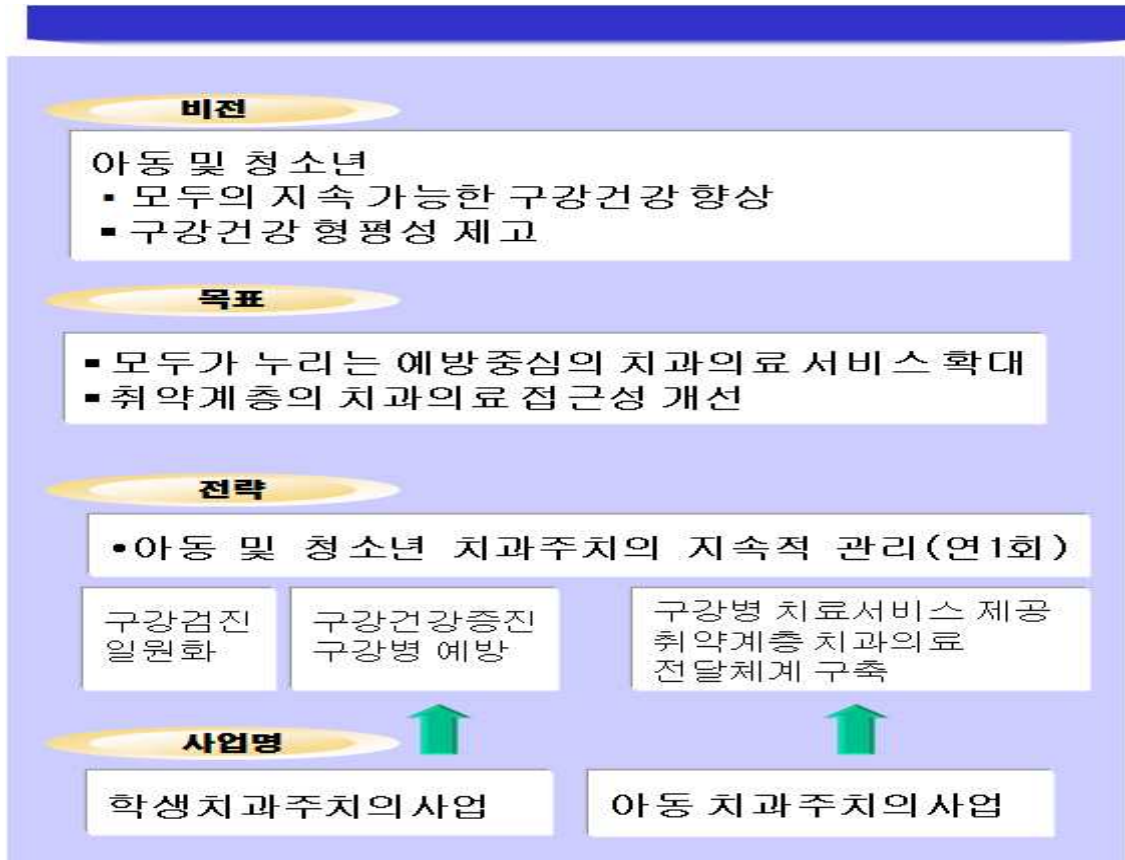 비전
아동 및 청소년
▪ 모두의 지속 가능한 구강건강 향상
▪ 구강건강 형평성 제고
목표
▪ 모두가 누리는 예방중심의 치과의료 서비스 확대
▪ 취약계층의 치과의료 접근성 개선
전략
•아동 및 청소년 치과주치의 지속적 관리(연1회)
구강검진
일원화
구강건강증진
구강병 예방
구강병 치료서비스 제공
취약계층 치과의료
전달체계 구축
사업명
학생치과주치의사업
아동 치과주치의사업